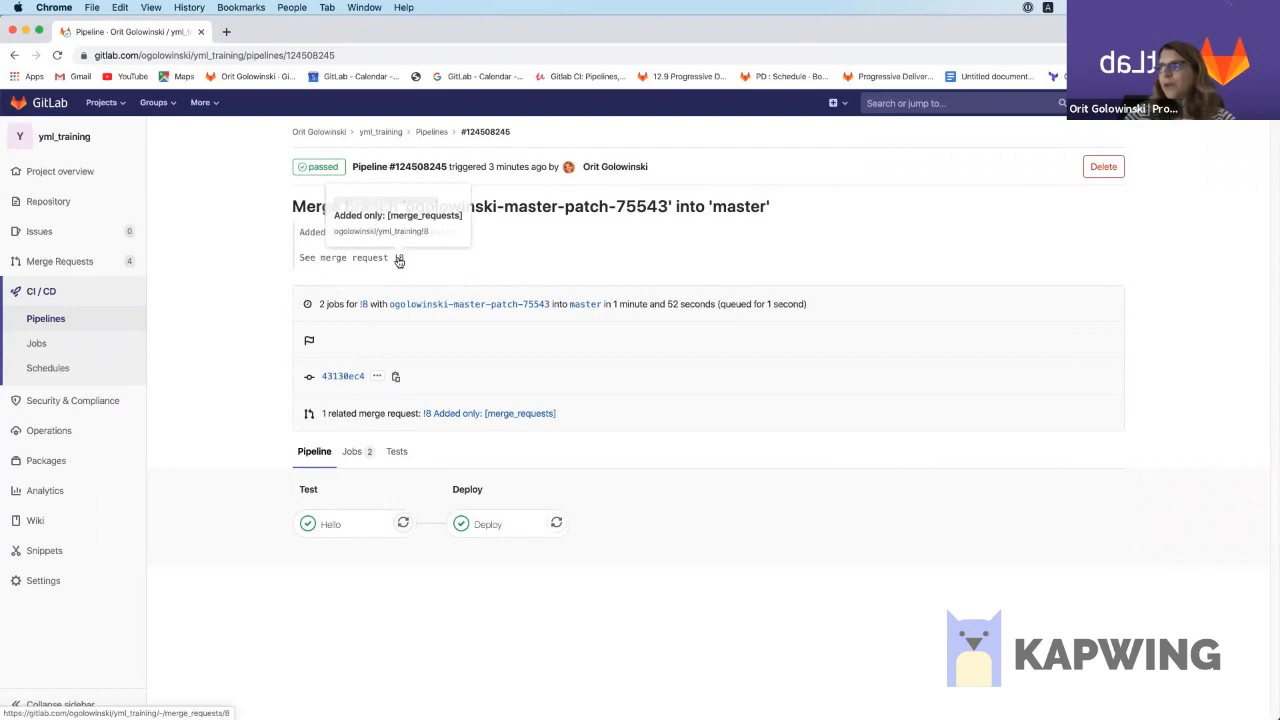 Chrome File Edit View History Bookmarks People Tab Window Help
Pipeline · Orit Golowinski / yml_t
gitlab.com/ogolowinski/yml_training/pipelines/124508245
Apps Gmail YouTube Maps Orit Golowinski · Gi... GitLab - Calendar -... GitLab - Calendar -... Gitlab CI: Pipelines,... 12.9 Progressive D... PD : Schedule · Bo... Progressive Deliver... Untitled document...
GitLab Projects Groups More Search or jump to...
GitLab
Orit Golowinski | Pro...
Y yml_training
Project overview
Repository
Issues 0
Merge Requests 4
CI / CD
Pipelines
Jobs
Schedules
Security & Compliance
Operations
Packages
Analytics
Wiki
Snippets
Settings
Collapse sidebar
https://gitlab.com/ogolowinski/yml_training/-/merge_requests/8
Orit Golowinski > yml_training > Pipelines > #124508245
passed Pipeline #124508245 triggered 3 minutes ago by Orit Golowinski Delete
Merge ski-master-patch-75543' into 'master'
Added only: [merge_requests]
ogolowinski/yml_training!8
Added
See merge request !8
2 jobs for !8 with ogolowinski-master-patch-75543 into master in 1 minute and 52 seconds (queued for 1 second)
43130ec4 ...
1 related merge request: !8 Added only: [merge_requests]
Pipeline Jobs 2 Tests
Test Deploy
Hello Deploy
KAPWING